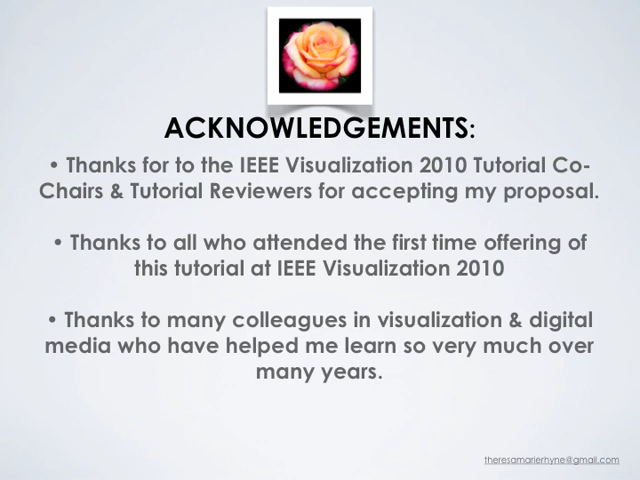 ACKNOWLEDGEMENTS:
• Thanks for to the IEEE Visualization 2010 Tutorial Co-
Chairs & Tutorial Reviewers for accepting my proposal.
• Thanks to all who attended the first time offering of
this tutorial at IEEE Visualization 2010
• Thanks to many colleagues in visualization & digital
media who have helped me learn so very much over
many years.
theresamarierhyne@gmail.com